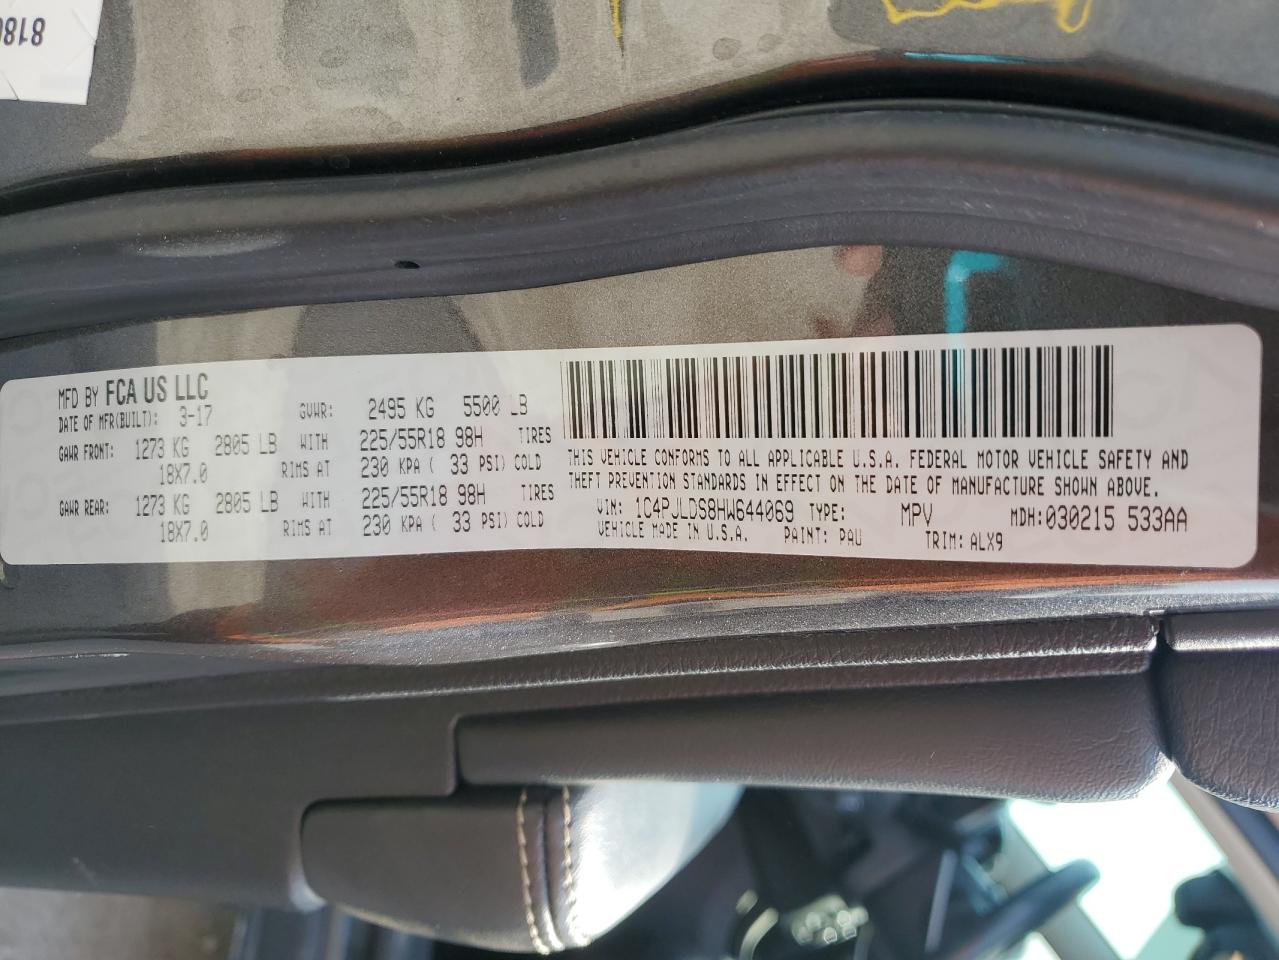 8180
MFD BY FCA US LLC
DATE OF MFR(BUILT): 3-17 GVWR: 2495 KG 5500 LB
GAWR FRONT: 1273 KG 2805 LB WITH 225/55R18 98H TIRES
18X7.0 RIMS AT 230 KPA ( 33 PSI) COLD
GAWR REAR: 1273 KG 2805 LB WITH 225/55R18 98H TIRES
18X7.0 RIMS AT 230 KPA ( 33 PSI) COLD
THIS VEHICLE CONFORMS TO ALL APPLICABLE U.S.A. FEDERAL MOTOR VEHICLE SAFETY AND
THEFT PREVENTION STANDARDS IN EFFECT ON THE DATE OF MANUFACTURE SHOWN ABOVE.
VIN: 1C4PJLDS8HW644069 TYPE: MPV MDH: 030215 533AA
VEHICLE MADE IN U.S.A. PAINT: PAU TRIM: ALX9